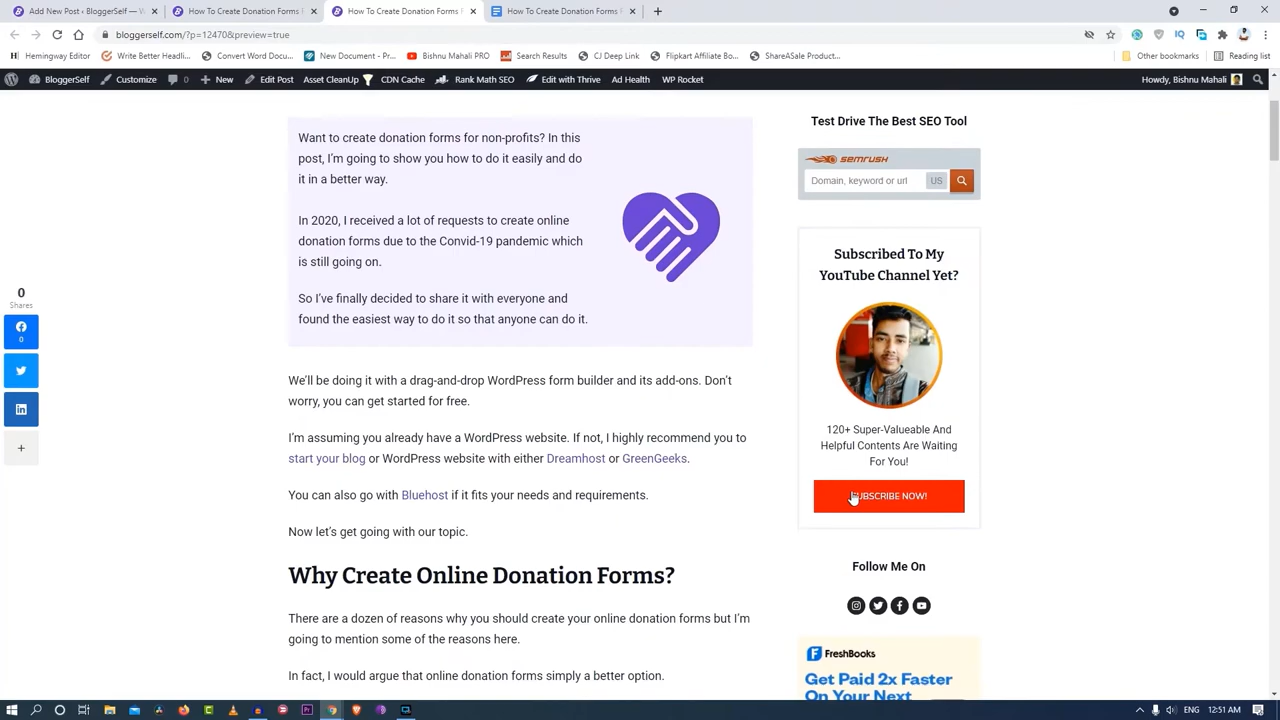 Add New Post ‹ BloggerSelf — W
How To Create Donation Forms F
How To Create Donation Forms F
How To Create Donation Forms F
bloggerself.com/?p=12470&preview=true
Hemingway Editor
Write Better Headli...
Convert Word Docu...
New Document - Pr...
Bishnu Mahali PRO
Search Results
CJ Deep Link
Flipkart Affiliate Bo...
ShareASale Produc...
Other bookmarks
Reading list
BloggerSelf
Customize
0
New
Edit Post
Asset CleanUp
CDN Cache
Rank Math SEO
Edit with Thrive
Ad Health
WP Rocket
Howdy, Bishnu Mahali
Want to create donation forms for non-profits? In this
post, I'm going to show you how to do it easily and do
it in a better way.
In 2020, I received a lot of requests to create online
donation forms due to the Convid-19 pandemic which
is still going on.
So I've finally decided to share it with everyone and
found the easiest way to do it so that anyone can do it.
0
Shares
0
We'll be doing it with a drag-and-drop WordPress form builder and its add-ons. Don't
worry, you can get started for free.
I'm assuming you already have a WordPress website. If not, I highly recommend you to
start your blog or WordPress website with either Dreamhost or GreenGeeks.
You can also go with Bluehost if it fits your needs and requirements.
Now let's get going with our topic.
Why Create Online Donation Forms?
There are a dozen of reasons why you should create your online donation forms but I'm
going to mention some of the reasons here.
In fact, I would argue that online donation forms simply a better option.
Test Drive The Best SEO Tool
SEMRUSH
Domain, keyword or url
US
Subscribed To My
YouTube Channel Yet?
120+ Super-Valueable And
Helpful Contents Are Waiting
For You!
SUBSCRIBE NOW!
Follow Me On
FreshBooks
Get Paid 2x Faster
On Your Next
ENG
12:51 AM